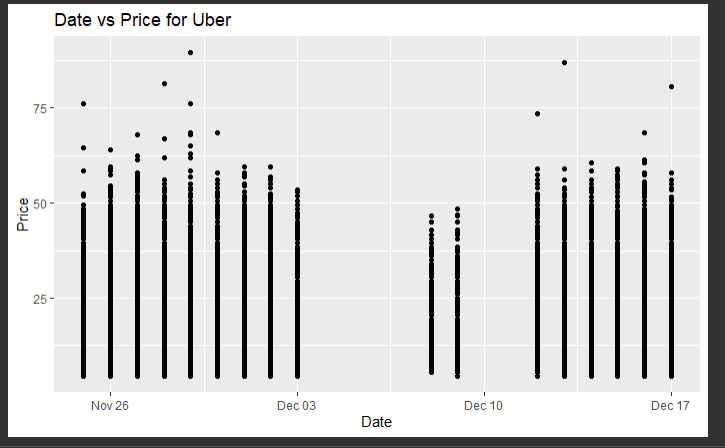 Date vs Price for Uber
75
50
25
Price
Nov 26
Dec 03
Dec 10
Dec 17
Date